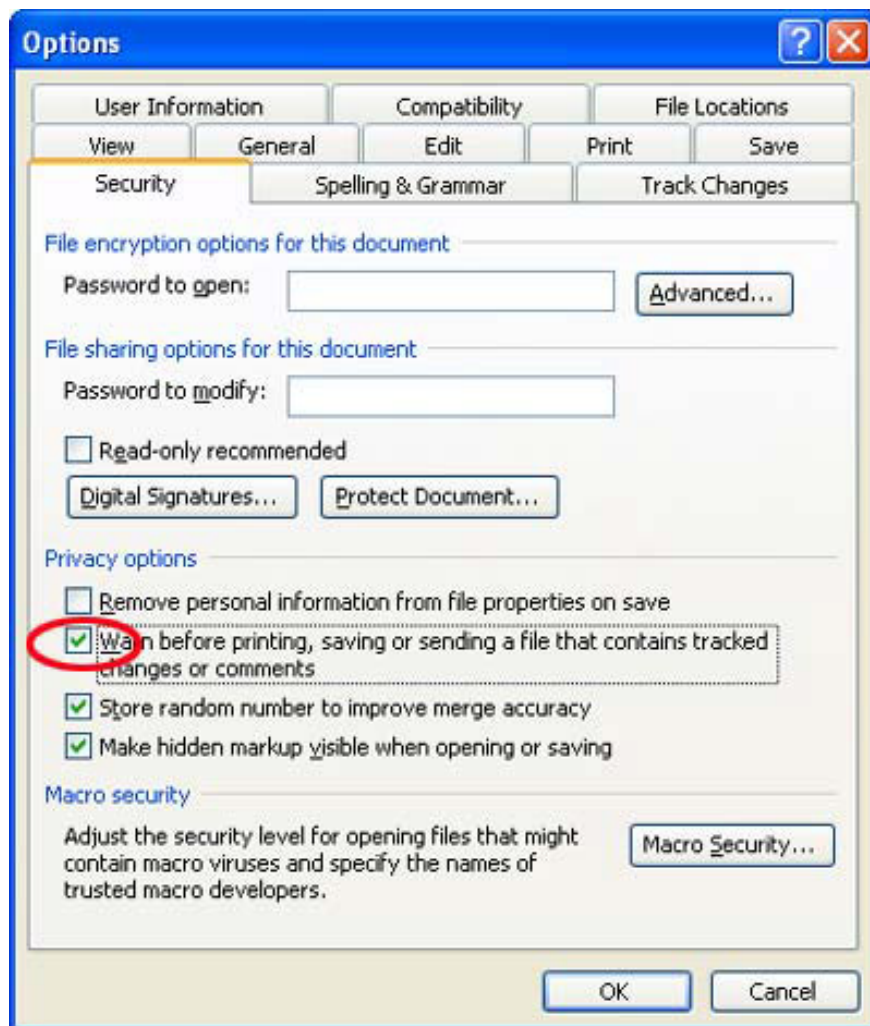 Options
User Information
Compatibility
File Locations
View
General
Edit
Print
Save
Security
Spelling & Grammar
Track Changes
File encryption options for this document
Password to open:
Advanced...
File sharing options for this document
Password to modify:
Read-only recommended
Digital Signatures...
Protect Document...
Privacy options
Remove personal information from file properties on save
Warn before printing, saving or sending a file that contains tracked
changes or comments
Store random number to improve merge accuracy
Make hidden markup visible when opening or saving
Macro security
Adjust the security level for opening files that might
contain macro viruses and specify the names of
trusted macro developers.
Macro Security...
OK
Cancel